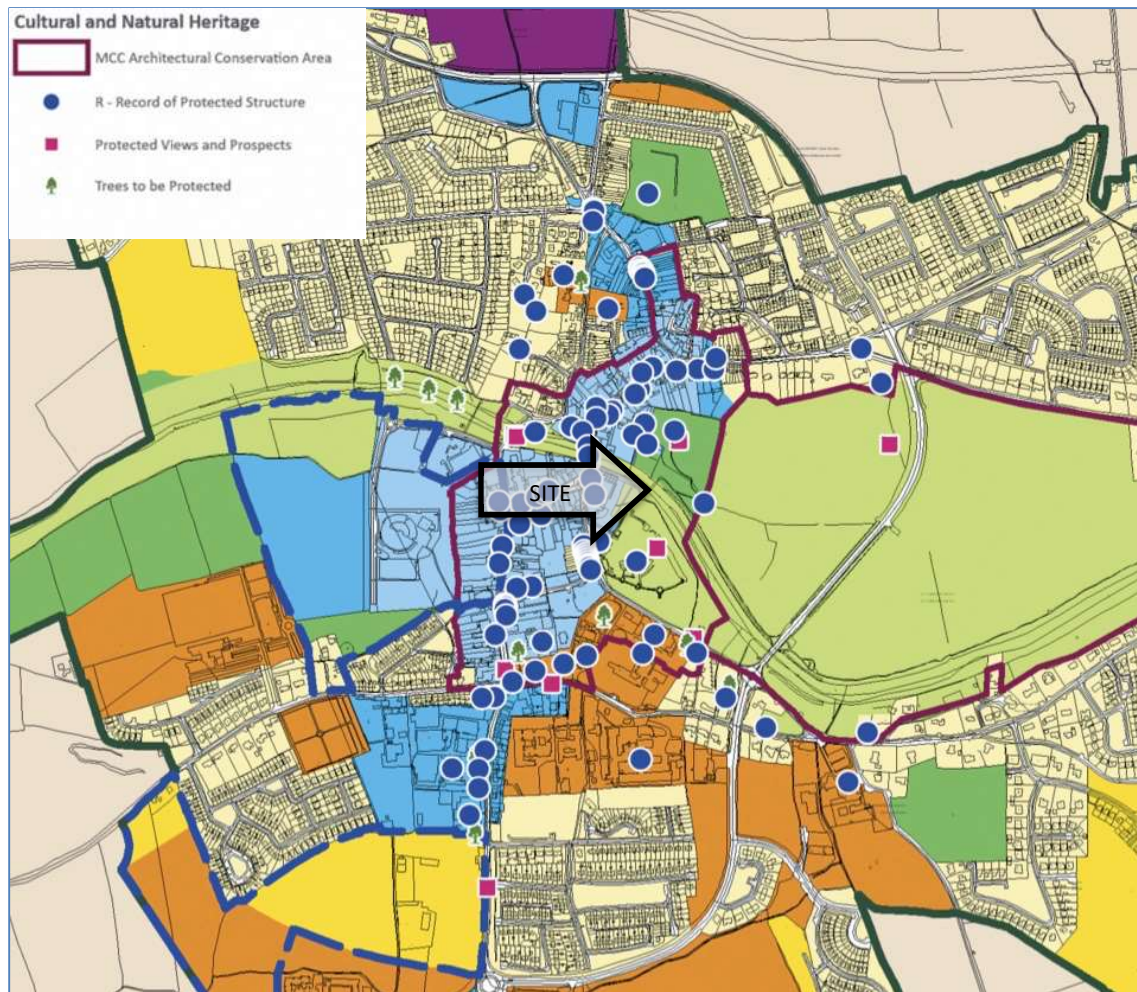 Cultural and Natural Heritage
MCC Architectural Conservation Area
R - Record of Protected Structure
Protected Views and Prospects
Trees to be Protected
SITE